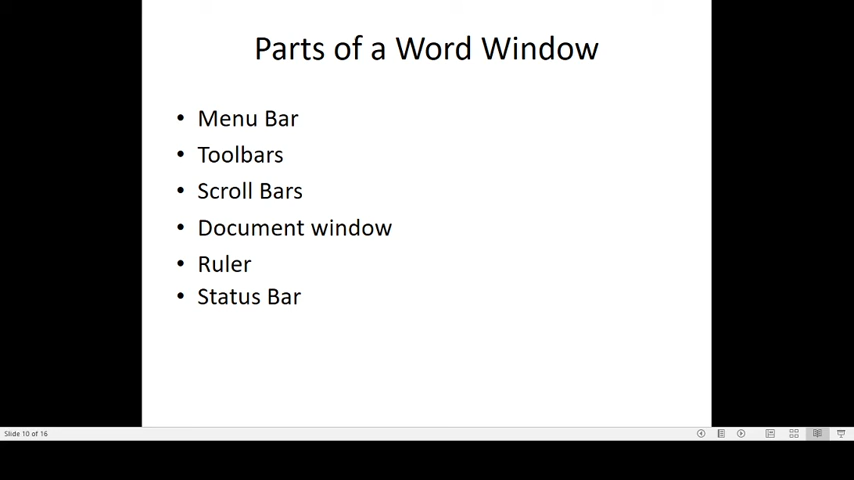 Parts of a Word Window
• Menu Bar
• Toolbars
• Scroll Bars
• Document window
• Ruler
• Status Bar
Slide 10 of 16